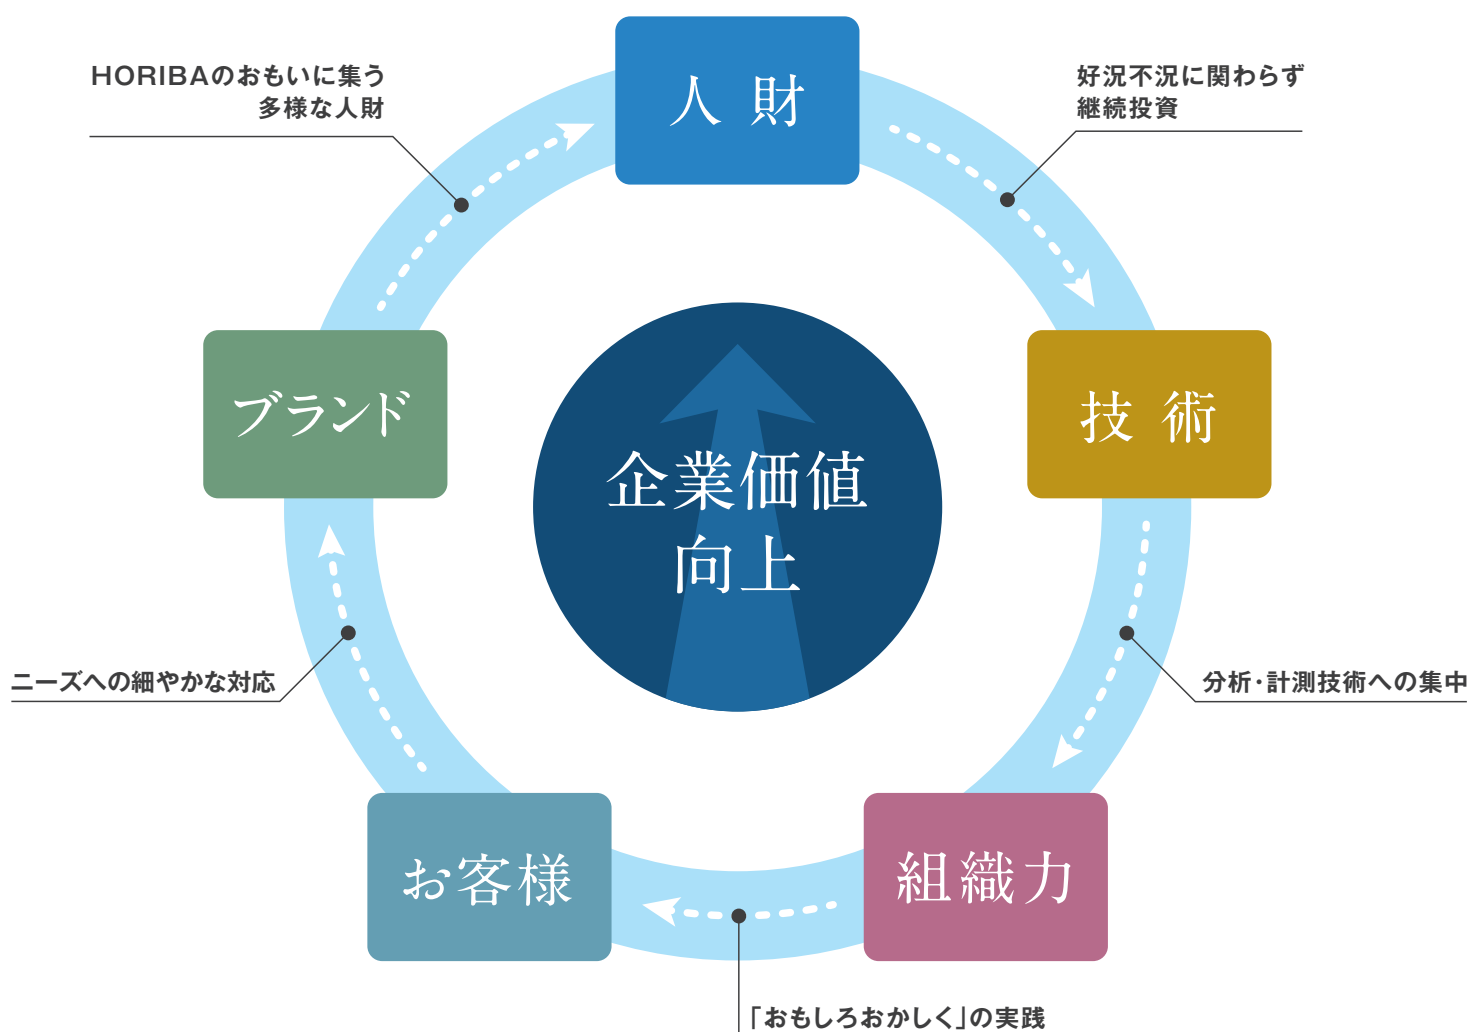 人財
HORIBAのおもいに集う
多様な人財
好況不況に関わらず
継続投資
ブランド
技術
企業価値
向上
ニーズへの細やかな対応
分析・計測技術への集中
お客様
組織力
「おもしろおかしく」の実践